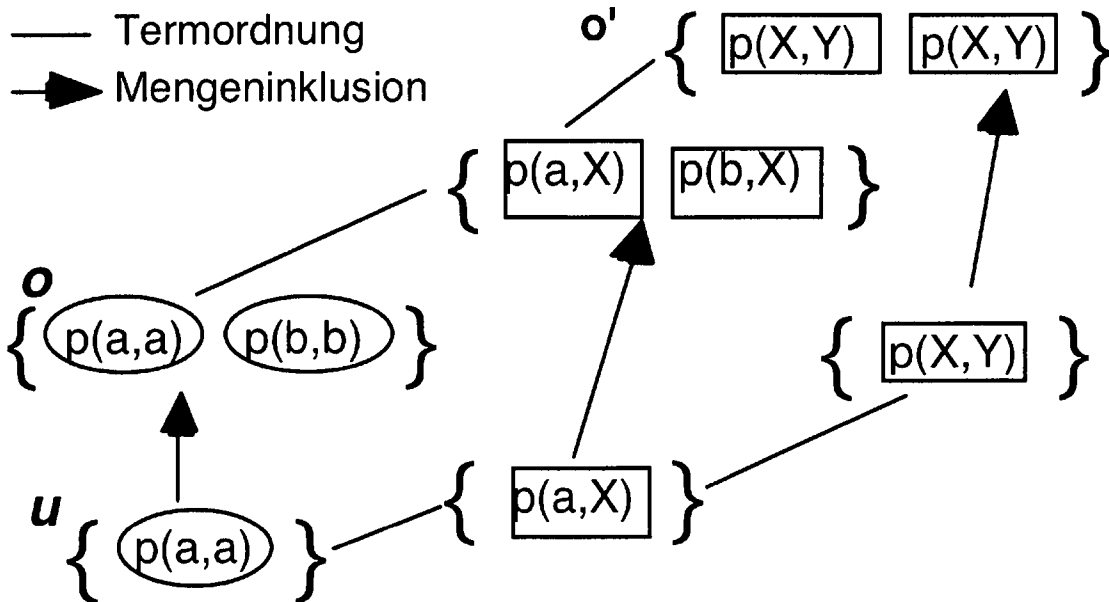 Termordnung
Mengeninklusion
o' { p(X,Y) p(X,Y) }
{ p(a,X) p(b,X) }
o
{ p(a,a) p(b,b) }
{ p(X,Y) }
{ p(a,X) }
u
{ p(a,a) }